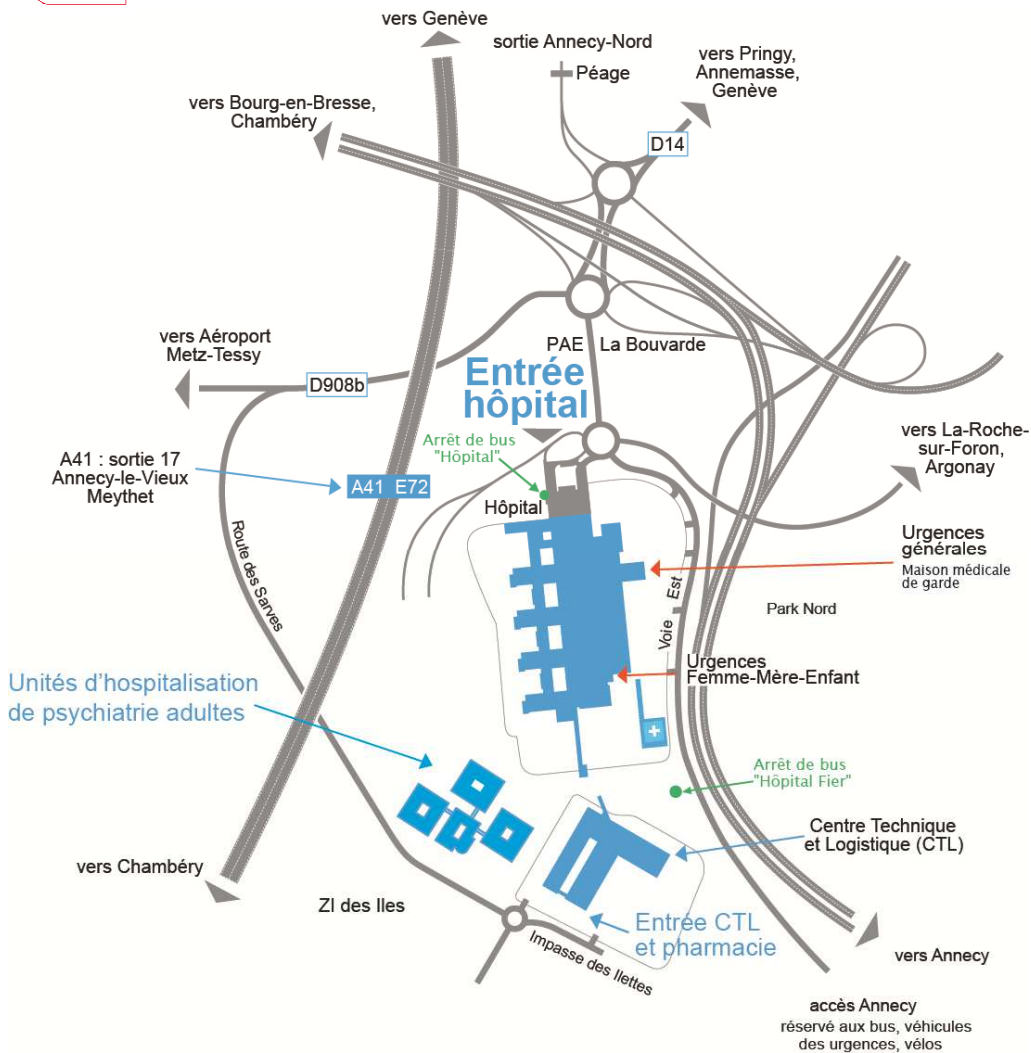 vers Genève
sortie Annecy-Nord
Péage
vers Pringy,
Annemasse,
Genève
vers Bourg-en-Bresse,
Chambéry
D14
vers Aéroport
Metz-Tessy
PAE La Bouvarde
D908b
Entrée
hôpital
Arrêt de bus
"Hôpital"
vers La-Roche-
sur-Foron,
Argonay
A41 : sortie 17
Annecy-le-Vieux
Meythet
A41 E72
Hôpital
Urgences
générales
Maison médicale
de garde
Route des Sarves
Voie Est
Park Nord
Urgences
Femme-Mère-Enfant
Unités d'hospitalisation
de psychiatrie adultes
Arrêt de bus
"Hôpital Fier"
Centre Technique
et Logistique (CTL)
vers Chambéry
ZI des Iles
Entrée CTL
et pharmacie
Impasse des Ilettes
vers Annecy
accès Annecy
réservé aux bus, véhicules
des urgences, vélos